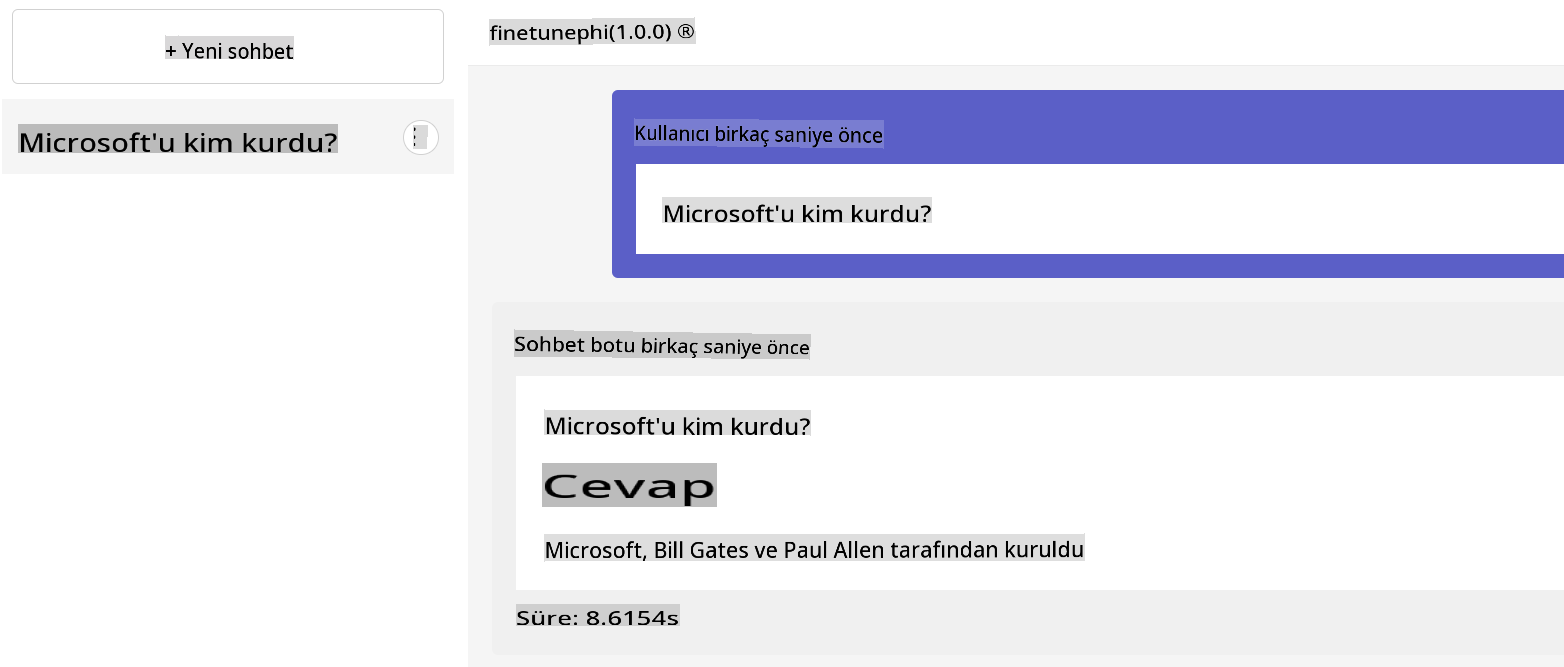 + Yeni sohbet
Microsoft'u kim kurdu?
finetunephi(1.0.0) ®
Kullanıcı birkaç saniye önce
Microsoft'u kim kurdu?
Sohbet botu birkaç saniye önce
Microsoft'u kim kurdu?
Cevap
Microsoft, Bill Gates ve Paul Allen tarafından kuruldu
Süre: 8.6154s